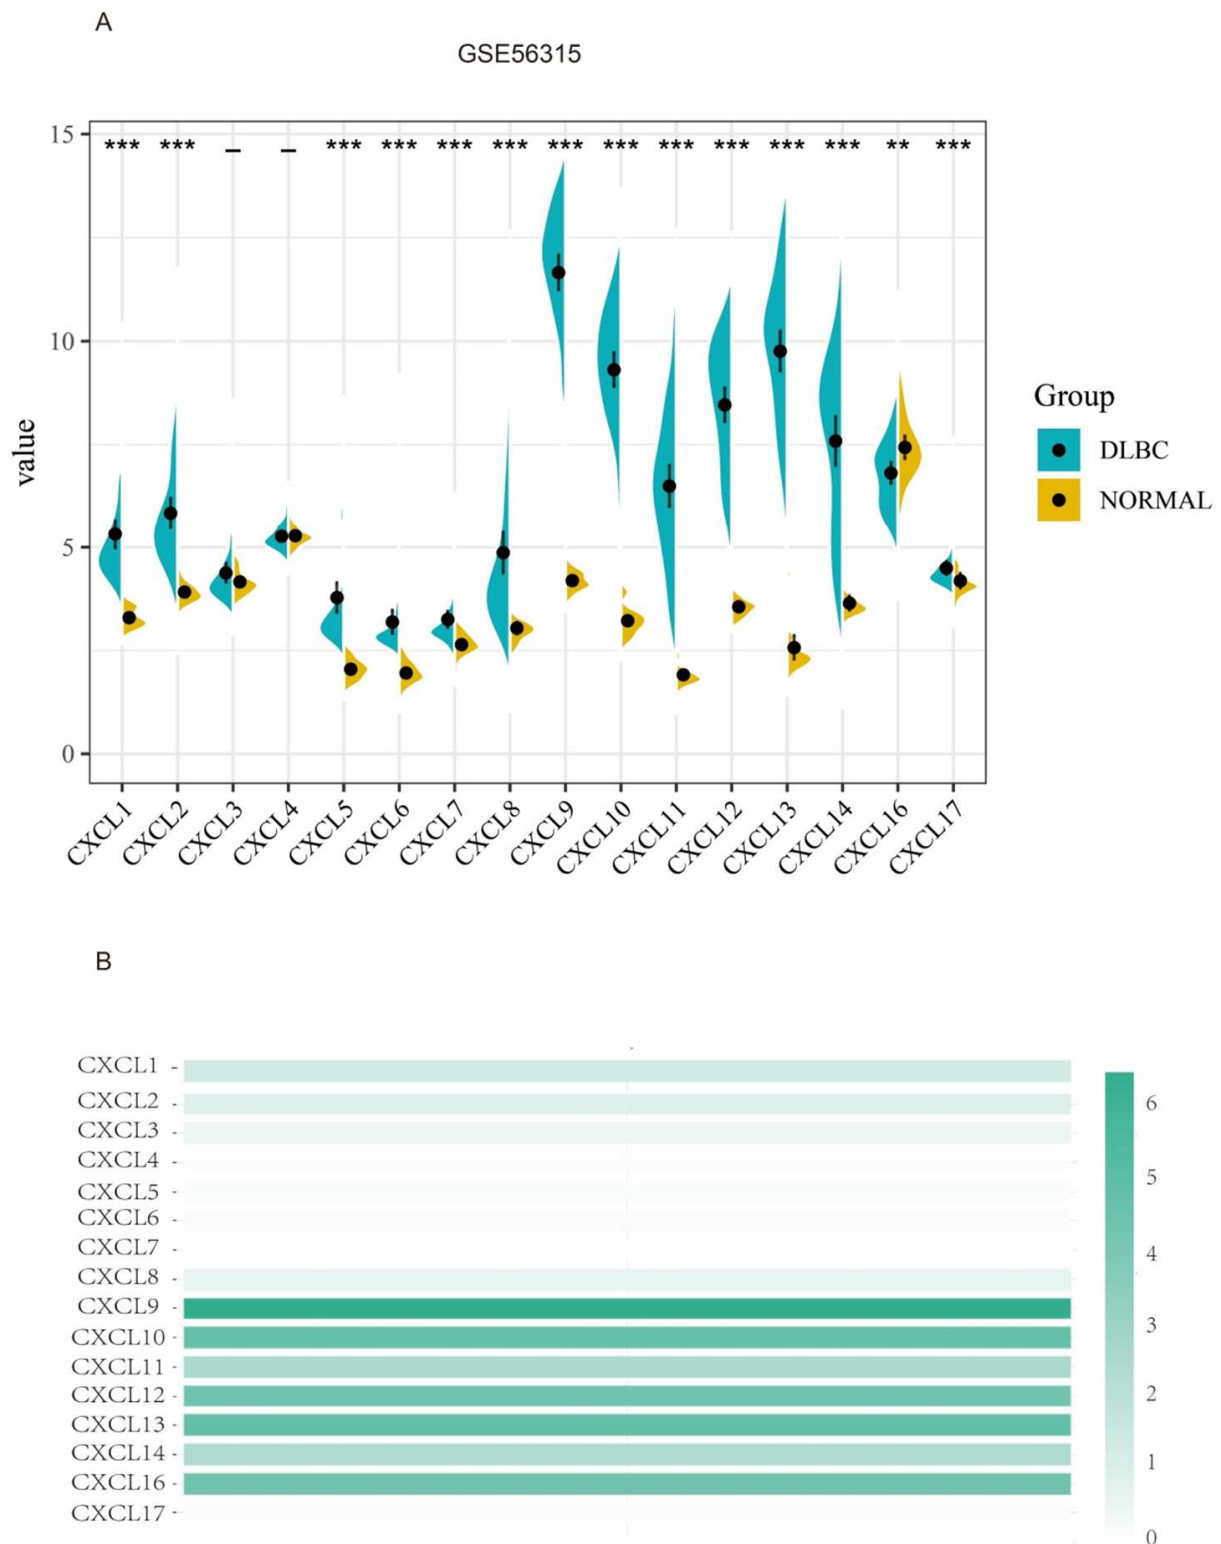 A
GSE56315
*** *** – – *** *** *** *** *** *** *** *** *** *** ** ***
15
10
5
0
value
CXCL1 CXCL2 CXCL3 CXCL4 CXCL5 CXCL6 CXCL7 CXCL8 CXCL9 CXCL10 CXCL11 CXCL12 CXCL13 CXCL14 CXCL16 CXCL17
Group
DLBC
NORMAL
B
CXCL1
CXCL2
CXCL3
CXCL4
CXCL5
CXCL6
CXCL7
CXCL8
CXCL9
CXCL10
CXCL11
CXCL12
CXCL13
CXCL14
CXCL16
CXCL17
6
5
4
3
2
1
0